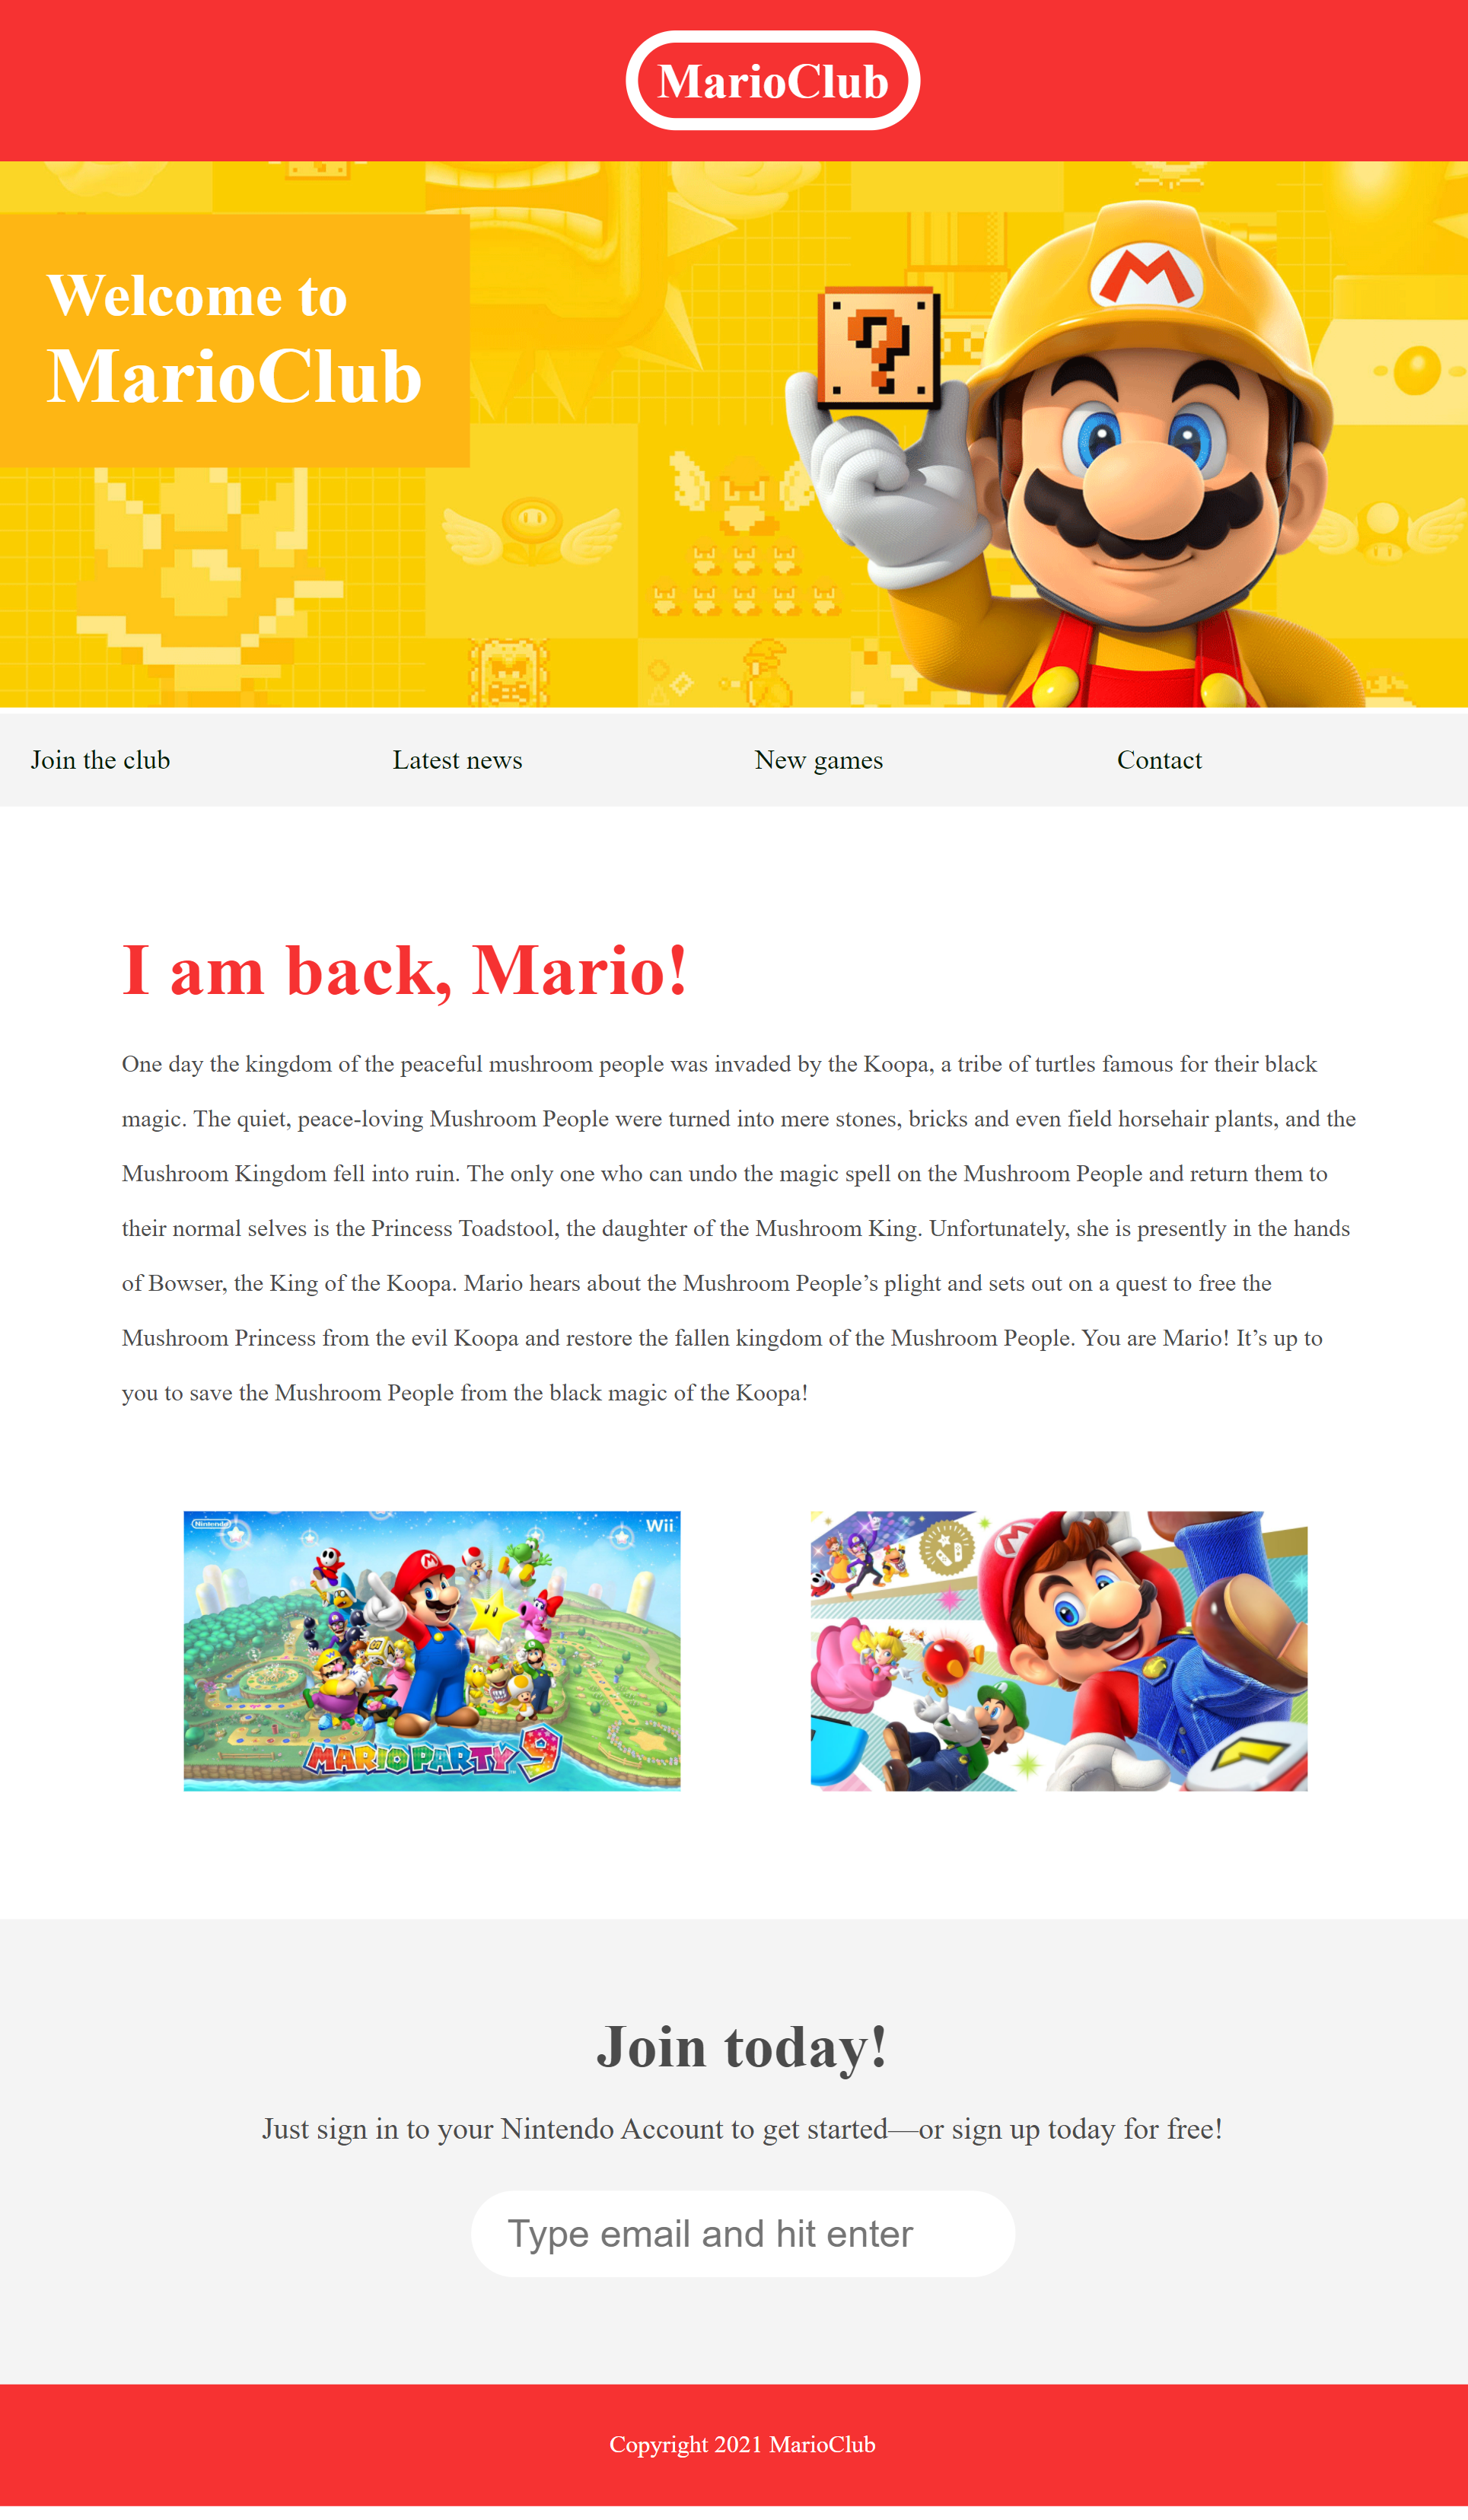 MarioClub
Welcome to
MarioClub
Join the club
Latest news
New games
Contact
I am back, Mario!
One day the kingdom of the peaceful mushroom people was invaded by the Koopa, a tribe of turtles famous for their black
magic. The quiet, peace-loving Mushroom People were turned into mere stones, bricks and even field horsehair plants, and the
Mushroom Kingdom fell into ruin. The only one who can undo the magic spell on the Mushroom People and return them to
their normal selves is the Princess Toadstool, the daughter of the Mushroom King. Unfortunately, she is presently in the hands
of Bowser, the King of the Koopa. Mario hears about the Mushroom People’s plight and sets out on a quest to free the
Mushroom Princess from the evil Koopa and restore the fallen kingdom of the Mushroom People. You are Mario! It’s up to
you to save the Mushroom People from the black magic of the Koopa!
Nintendo
Wii
MARIO PARTY 9
Join today!
Just sign in to your Nintendo Account to get started—or sign up today for free!
Type email and hit enter
Copyright 2021 MarioClub